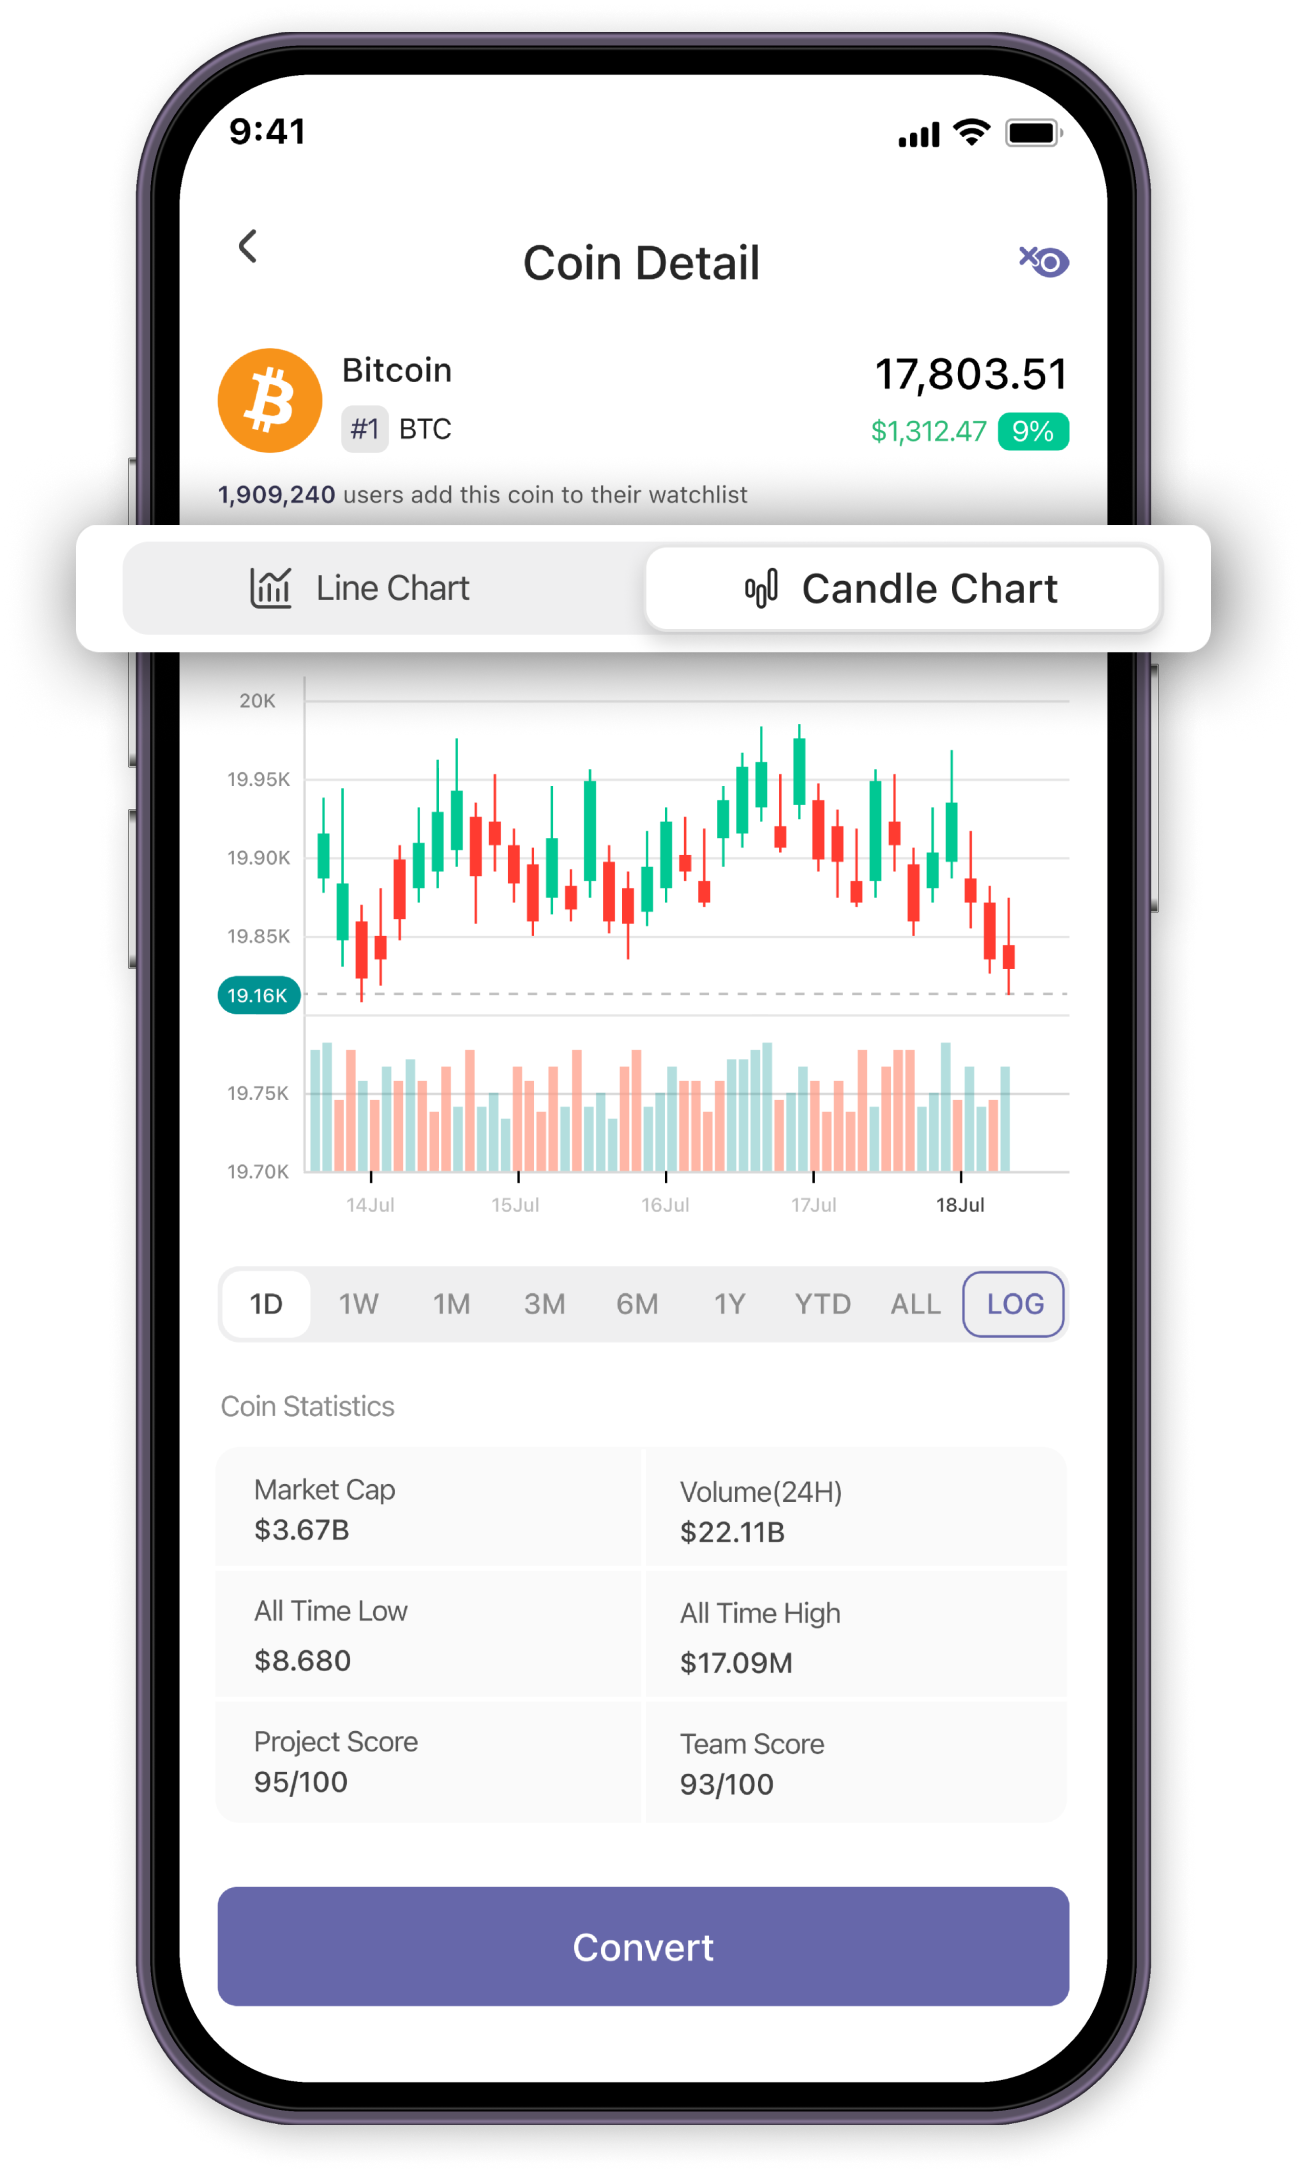 9:41
Coin Detail
Bitcoin
17,803.51
#1 BTC
$1,312.47 9%
1,909,240 users add this coin to their watchlist
Line Chart
Candle Chart
20K
19.95K
19.90K
19.85K
19.16K
19.75K
19.70K
14Jul 15Jul 16Jul 17Jul 18Jul
1D 1W 1M 3M 6M 1Y YTD ALL LOG
Coin Statistics
Market Cap
$3.67B
Volume(24H)
$22.11B
All Time Low
$8.680
All Time High
$17.09M
Project Score
95/100
Team Score
93/100
Convert